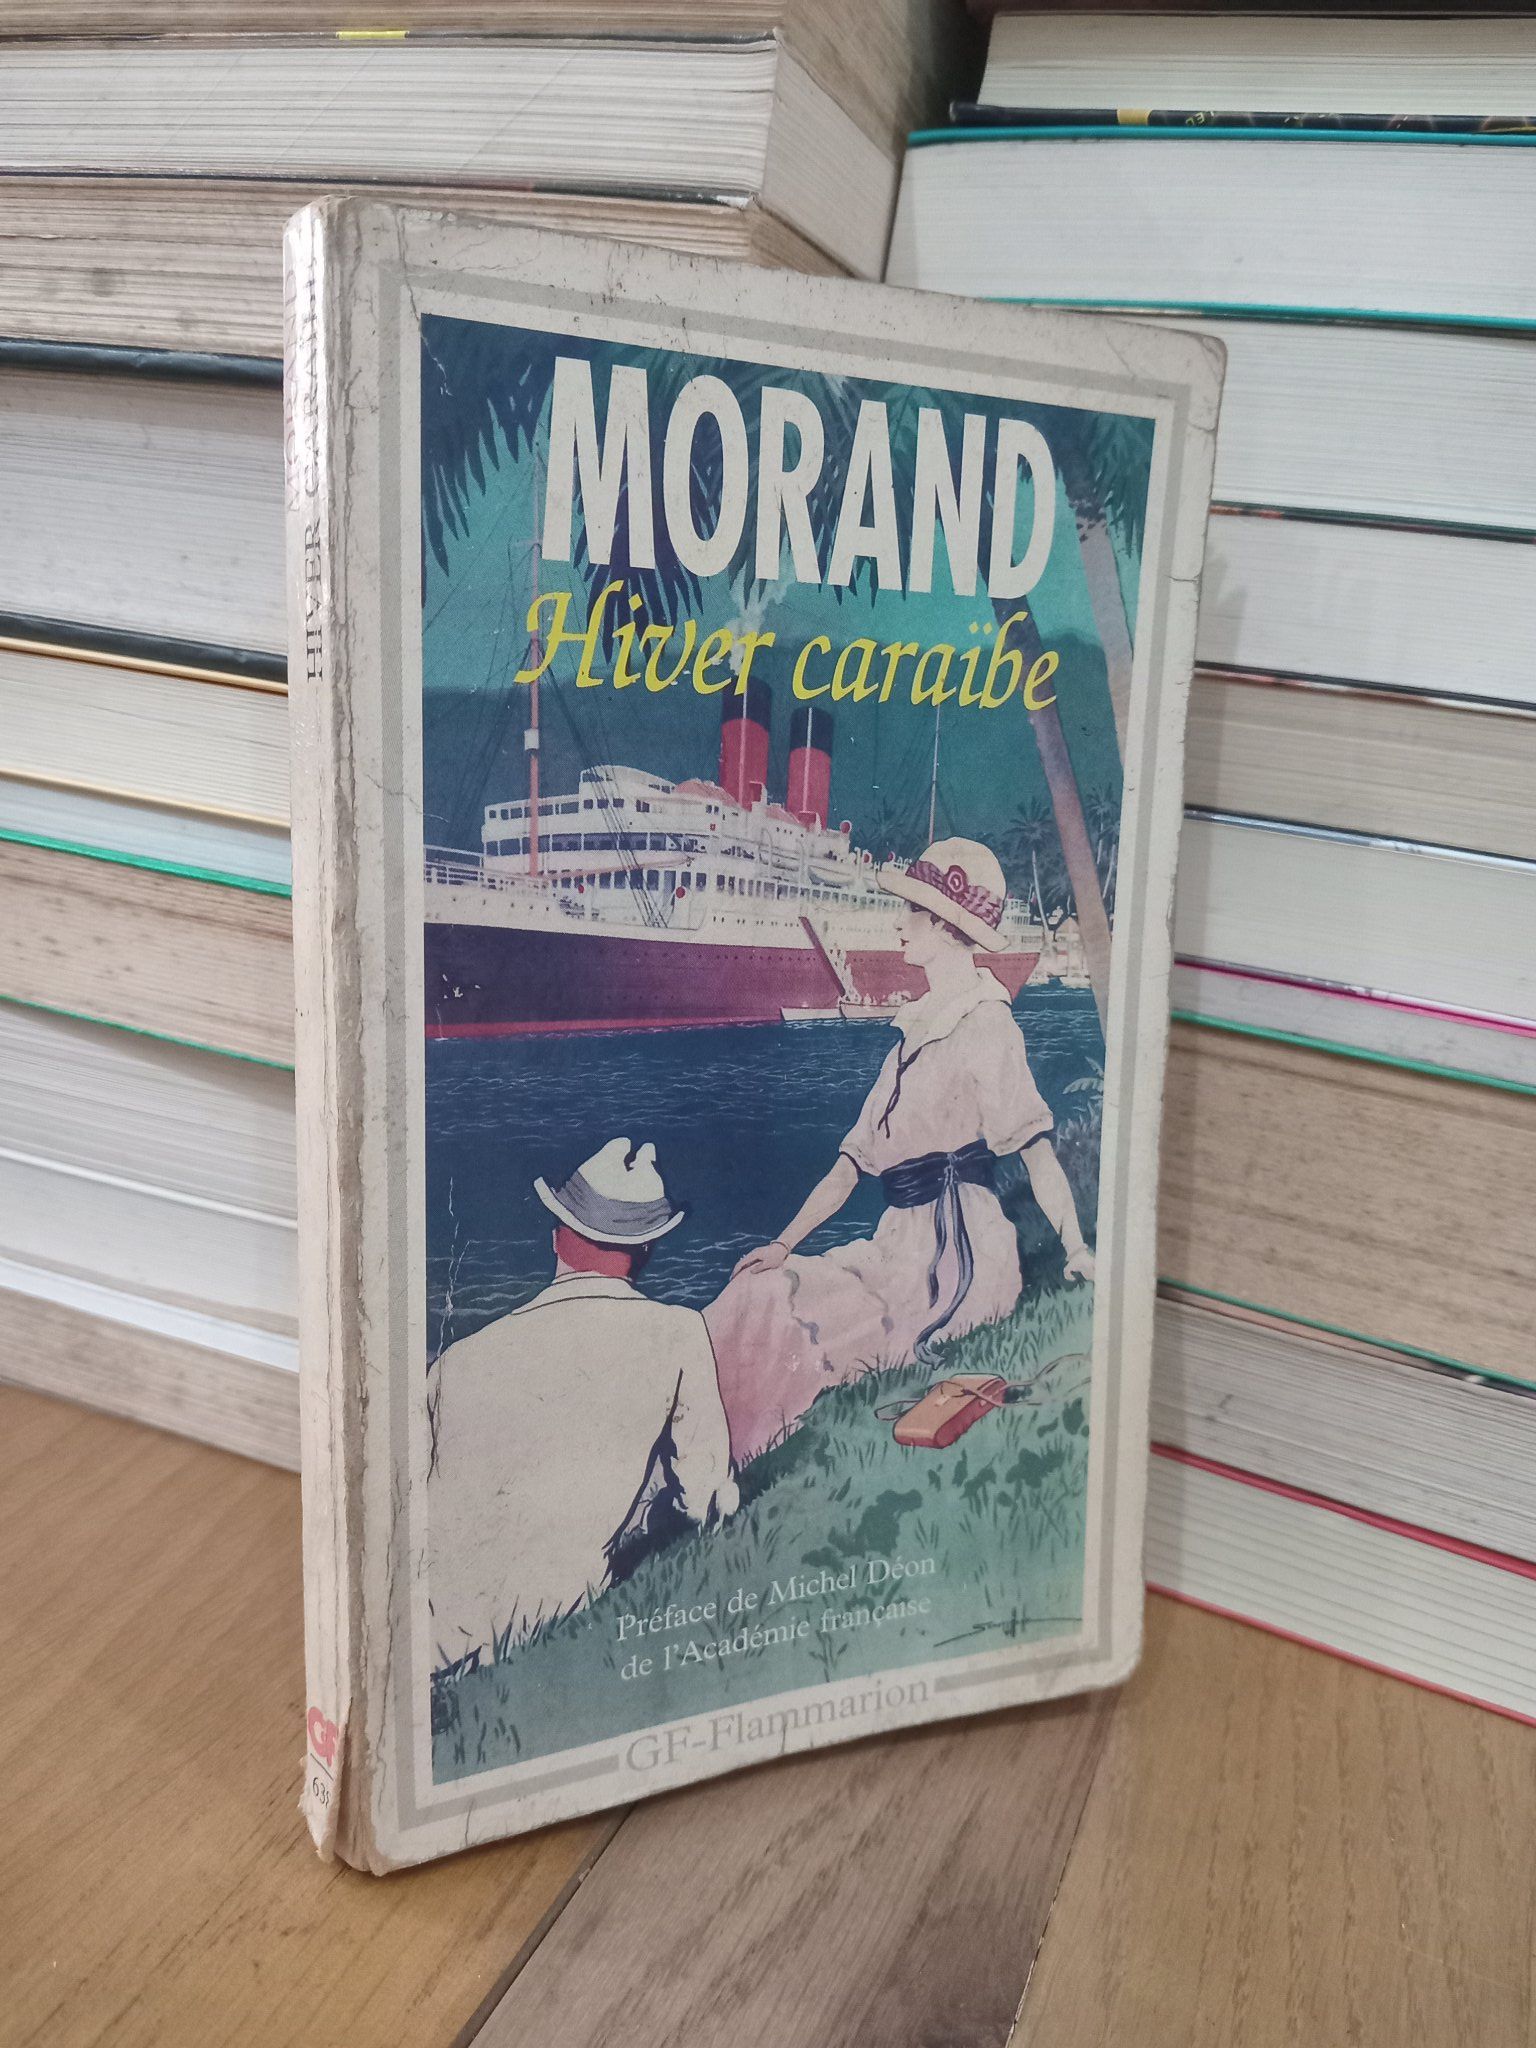 MORAND
Hiver caraïbe
Préface de Michel Déon
de l'Académie française
GF-Flammarion
MORAND
HIVER CARAÏBE
GF